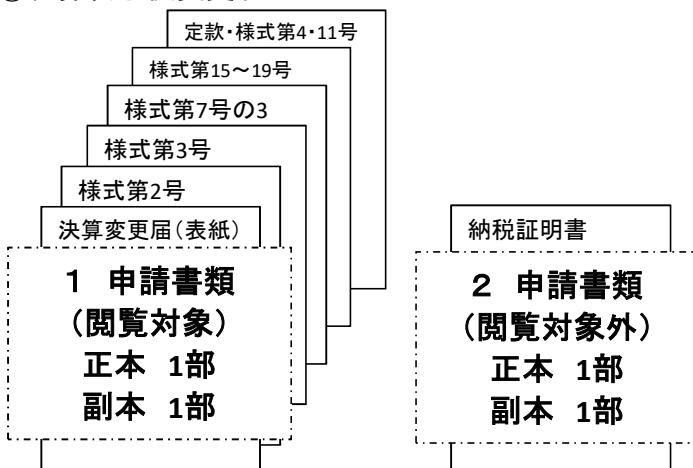 定款・様式第4・11号
様式第15～19号
様式第7号の3
様式第3号
様式第2号
決算変更届(表紙)
1 申請書類
(閲覧対象)
正本 1部
副本 1部
納税証明書
2 申請書類
(閲覧対象外)
正本 1部
副本 1部